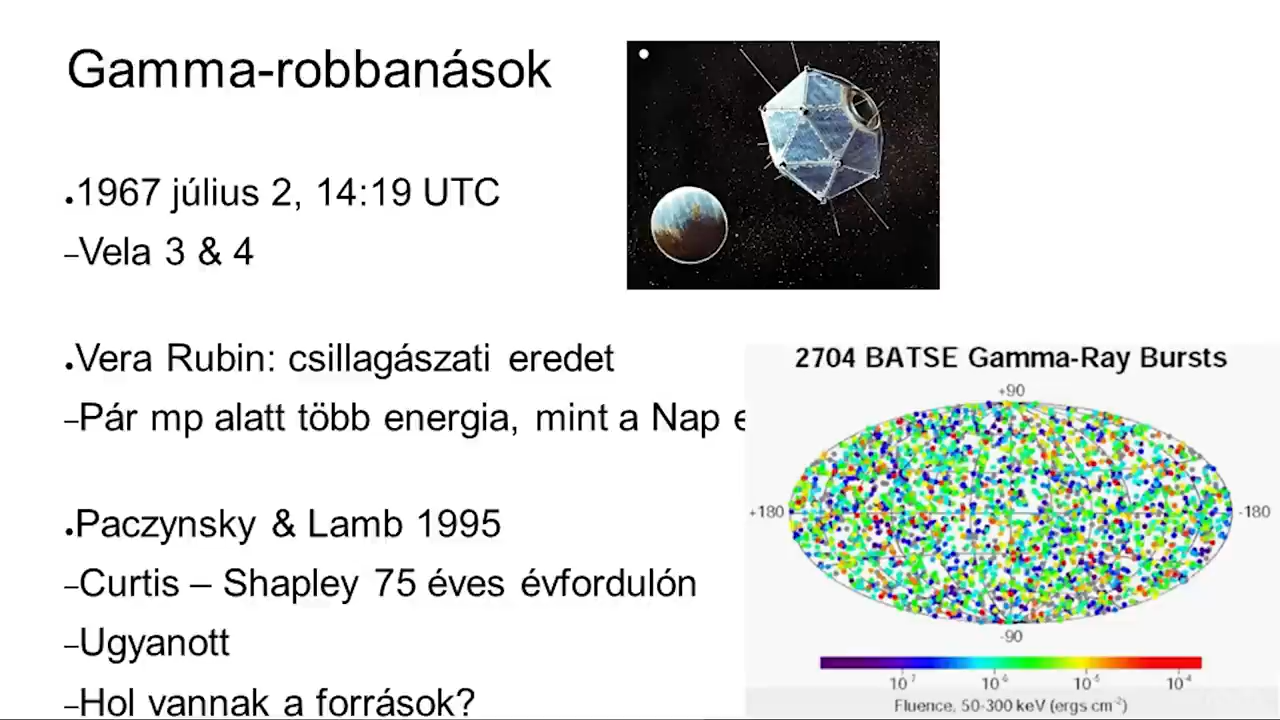 Gamma-robbanások
.1967 július 2, 14:19 UTC
–Vela 3 & 4
.Vera Rubin: csillagászati eredet
–Pár mp alatt több energia, mint a Nap
.Paczynsky & Lamb 1995
–Curtis – Shapley 75 éves évfordulón
–Ugyanott
–Hol vannak a források?
2704 BATSE Gamma-Ray Bursts
+90
+180
-180
-90
10⁻⁷ 10⁻⁶ 10⁻⁵ 10⁻⁴
Fluence, 50-300 keV (ergs cm⁻²)